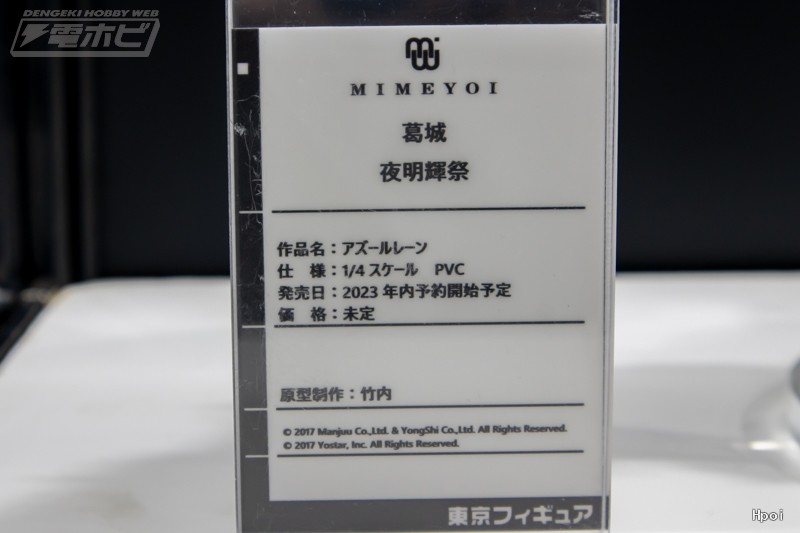 DENGEKI HOBBY WEB
電ホビ
MIMEYOI
葛城
夜明輝祭
作品名：アズールレーン
仕　様：1/4 スケール　PVC
発売日：2023 年内予約開始予定
価　格：未定
原型制作：竹内
© 2017 Manjuu Co.,Ltd. & YongShi Co.,Ltd. All Rights Reserved.
© 2017 Yostar, Inc. All Rights Reserved.
東京フィギュア
Hpoi